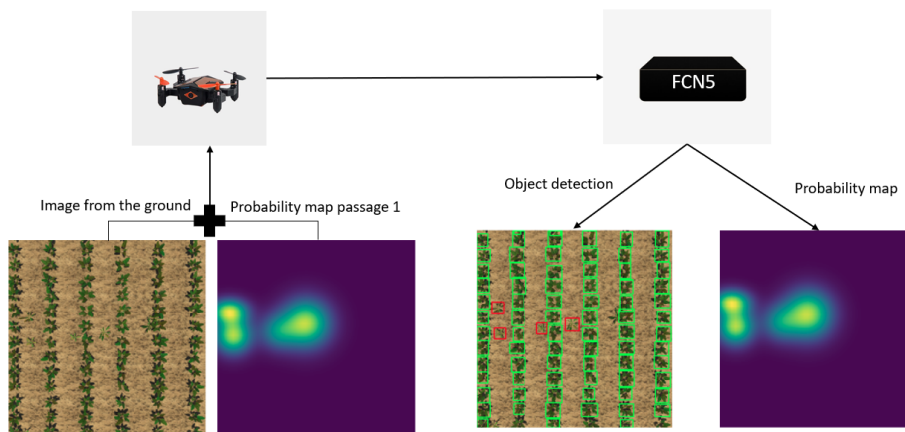 FCN5
Object detection
Probability map
Image from the ground
Probability map passage 1